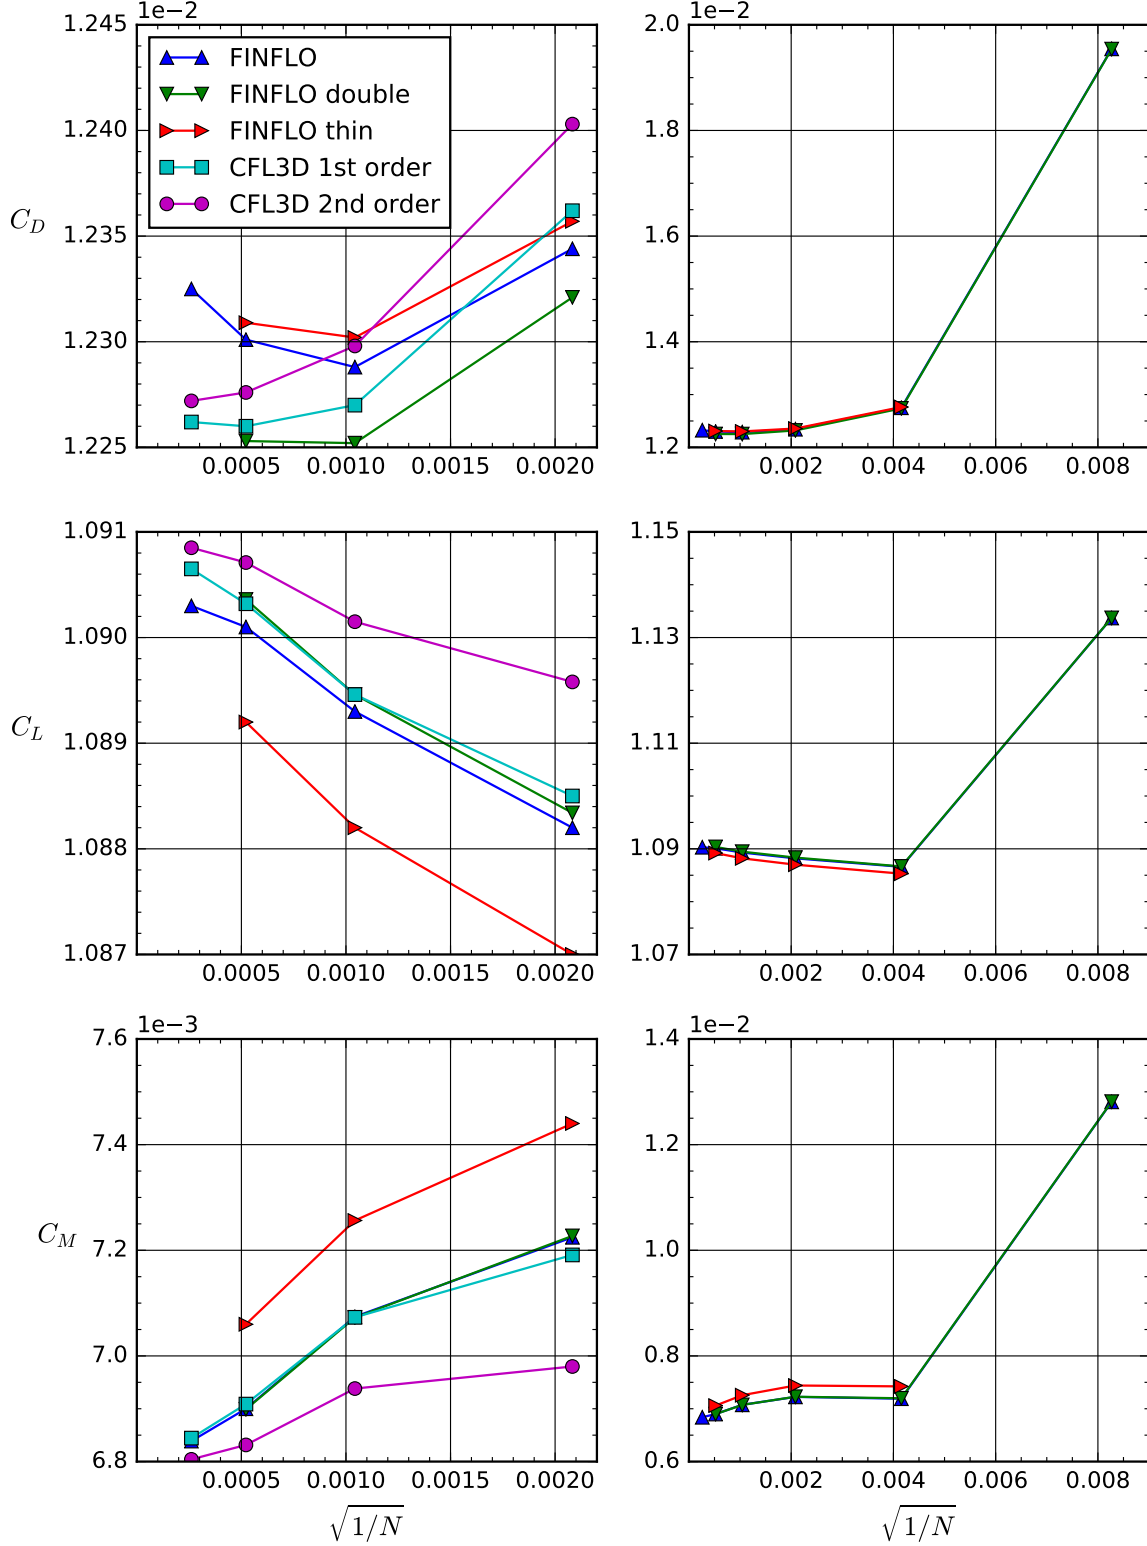 1e−2
1.245
1.240
1.235
1.230
1.225
C_D
FINFLO
FINFLO double
FINFLO thin
CFL3D 1st order
CFL3D 2nd order
0.0005 0.0010 0.0015 0.0020
1e−2
2.0
1.8
1.6
1.4
1.2
0.002 0.004 0.006 0.008
1.091
1.090
1.089
1.088
1.087
C_L
0.0005 0.0010 0.0015 0.0020
1.15
1.13
1.11
1.09
1.07
0.002 0.004 0.006 0.008
1e−3
7.6
7.4
7.2
7.0
6.8
C_M
0.0005 0.0010 0.0015 0.0020
√1/N
1e−2
1.4
1.2
1.0
0.8
0.6
0.002 0.004 0.006 0.008
√1/N